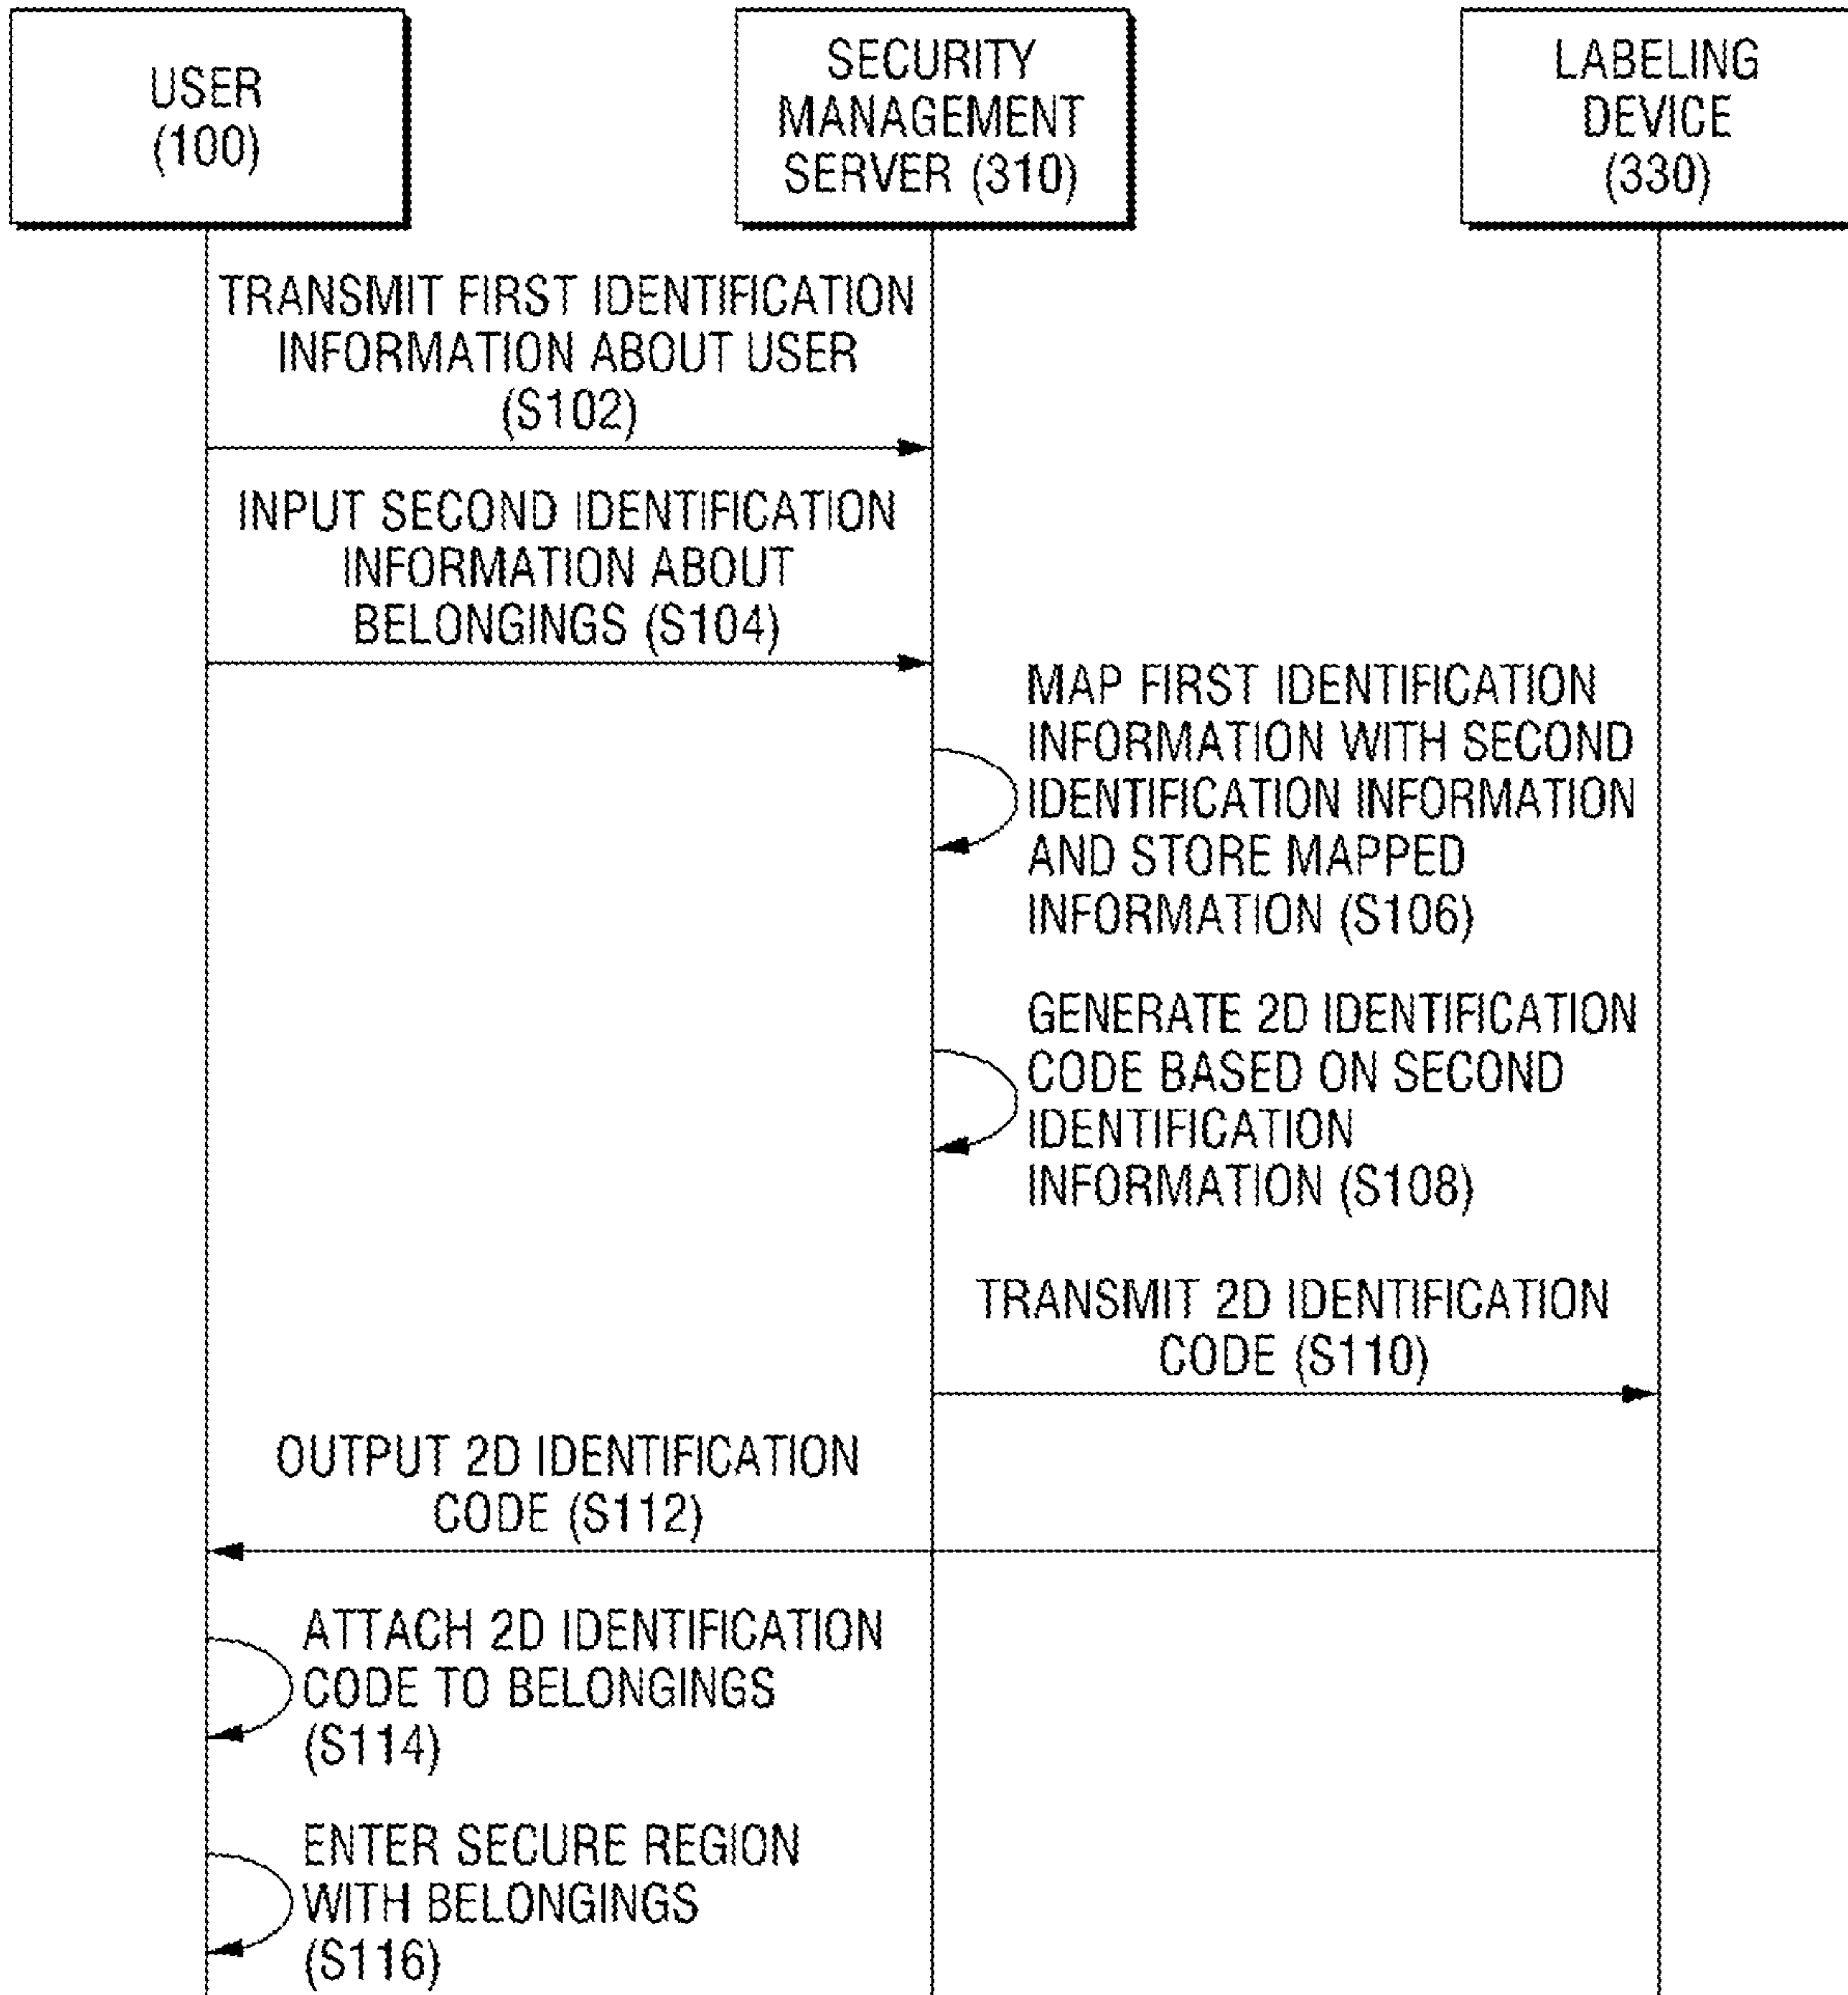 USER
(100)
SECURITY
MANAGEMENT
SERVER (310)
LABELING
DEVICE
(330)
TRANSMIT FIRST IDENTIFICATION
INFORMATION ABOUT USER
(S102)
INPUT SECOND IDENTIFICATION
INFORMATION ABOUT
BELONGINGS (S104)
MAP FIRST IDENTIFICATION
INFORMATION WITH SECOND
IDENTIFICATION INFORMATION
AND STORE MAPPED
INFORMATION (S106)
GENERATE 2D IDENTIFICATION
CODE BASED ON SECOND
IDENTIFICATION
INFORMATION (S108)
TRANSMIT 2D IDENTIFICATION
CODE (S110)
OUTPUT 2D IDENTIFICATION
CODE (S112)
ATTACH 2D IDENTIFICATION
CODE TO BELONGINGS
(S114)
ENTER SECURE REGION
WITH BELONGINGS
(S116)